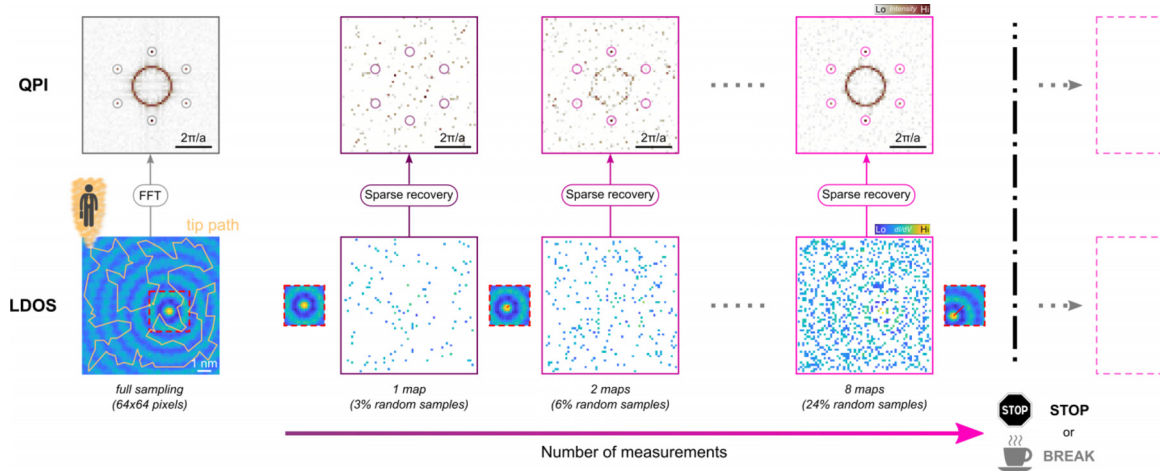 Lo Intensity Hi
QPI
2π/a
2π/a
2π/a
2π/a
FFT
Sparse recovery
Sparse recovery
Sparse recovery
tip path
Lo dI/dV Hi
LDOS
1 nm
full sampling
(64x64 pixels)
1 map
(3% random samples)
2 maps
(6% random samples)
8 maps
(24% random samples)
Number of measurements
STOP
STOP
or
BREAK